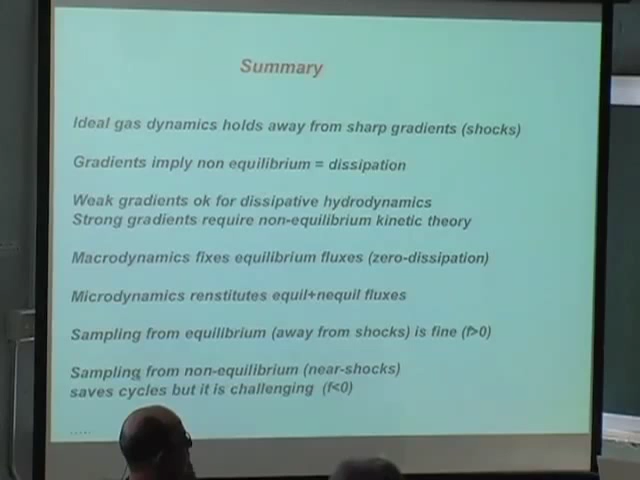 Summary
Ideal gas dynamics holds away from sharp gradients (shocks)
Gradients imply non equilibrium = dissipation
Weak gradients ok for dissipative hydrodynamics
Strong gradients require non-equilibrium kinetic theory
Macrodynamics fixes equilibrium fluxes (zero-dissipation)
Microdynamics renstitutes equil+nequil fluxes
Sampling from equilibrium (away from shocks) is fine (f>0)
Sampling from non-equilibrium (near-shocks)
saves cycles but it is challenging (f<0)
.....